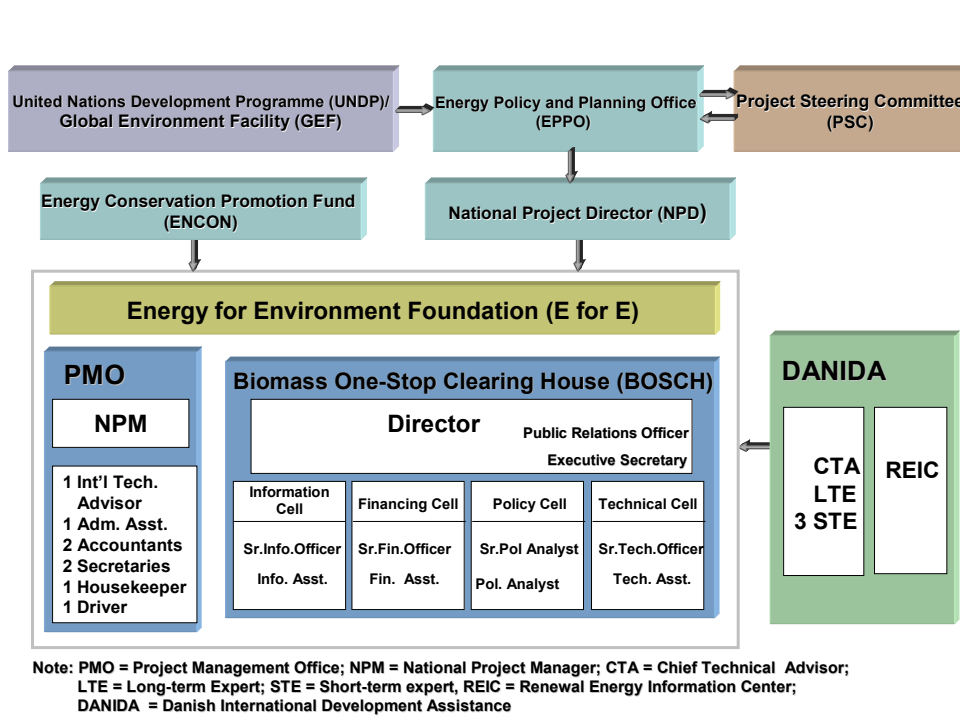 United Nations Development Programme (UNDP)/
Global Environment Facility (GEF)
Energy Policy and Planning Office
(EPPO)
Project Steering Committee
(PSC)
Energy Conservation Promotion Fund
(ENCON)
National Project Director (NPD)
Energy for Environment Foundation (E for E)
PMO
NPM
1 Int'l Tech.
Advisor
1 Adm. Asst.
2 Accountants
2 Secretaries
1 Housekeeper
1 Driver
Biomass One-Stop Clearing House (BOSCH)
Director
Public Relations Officer
Executive Secretary
Information
Cell
Sr.Info.Officer
Info. Asst.
Financing Cell
Sr.Fin.Officer
Fin. Asst.
Policy Cell
Sr.Pol Analyst
Pol. Analyst
Technical Cell
Sr.Tech.Officer
Tech. Asst.
DANIDA
CTA
LTE
3 STE
REIC
Note: PMO = Project Management Office; NPM = National Project Manager; CTA = Chief Technical Advisor;
LTE = Long-term Expert; STE = Short-term expert, REIC = Renewal Energy Information Center;
DANIDA = Danish International Development Assistance